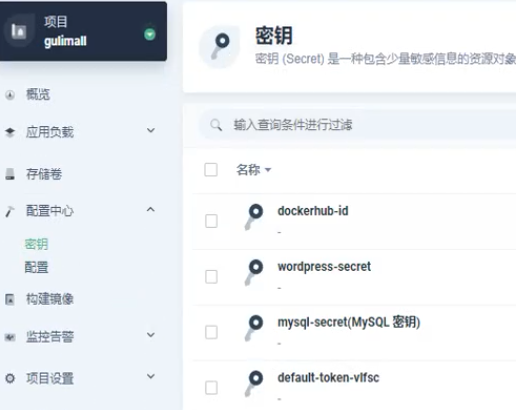 项目
gulimall
概览
应用负载
存储卷
配置中心
密钥
配置
构建镜像
监控告警
项目设置
密钥
密钥 (Secret) 是一种包含少量敏感信息的资源对象
输入查询条件进行过滤
名称
dockerhub-id
-
wordpress-secret
-
mysql-secret(MySQL 密钥)
-
default-token-vlfsc
-